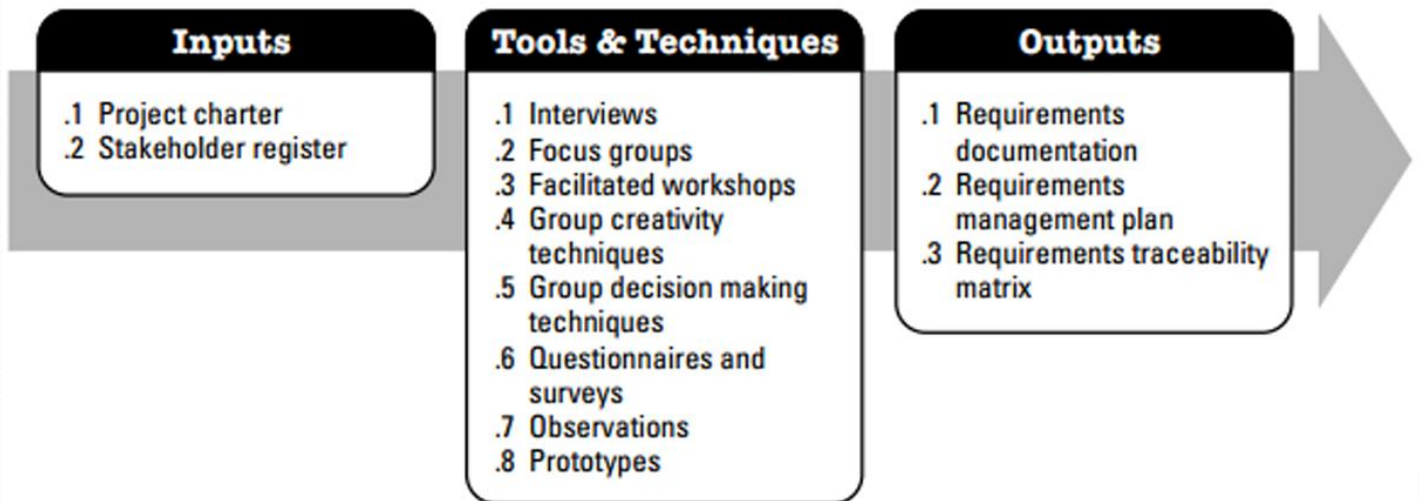 Inputs
.1 Project charter
.2 Stakeholder register
Tools & Techniques
.1 Interviews
.2 Focus groups
.3 Facilitated workshops
.4 Group creativity
techniques
.5 Group decision making
techniques
.6 Questionnaires and
surveys
.7 Observations
.8 Prototypes
Outputs
.1 Requirements
documentation
.2 Requirements
management plan
.3 Requirements traceability
matrix